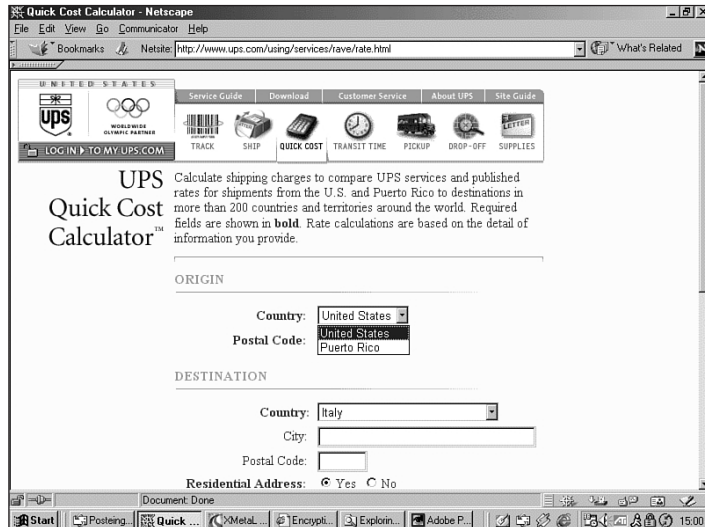 Quick Cost Calculator - Netscape
File Edit View Go Communicator Help
Bookmarks Netsite: http://www.ups.com/using/services/rave/rate.html What's Related
UNITED STATES
Service Guide Download Customer Service About UPS Site Guide
ups
WORLDWIDE
OLYMPIC PARTNER
LETTER
LOG IN TO MY UPS.COM
TRACK SHIP QUICK COST TRANSIT TIME PICKUP DROP-OFF SUPPLIES
UPS
Quick Cost
Calculator™
Calculate shipping charges to compare UPS services and published
rates for shipments from the U.S. and Puerto Rico to destinations in
more than 200 countries and territories around the world. Required
fields are shown in bold. Rate calculations are based on the detail of
information you provide.
ORIGIN
Country: United States
United States
Postal Code:
Puerto Rico
DESTINATION
Country: Italy
City:
Postal Code:
Residential Address: Yes No
Document: Done
Start Posteing... Quick ... XMetaL ... Encrypti... Explorin... Adobe P... 15:00